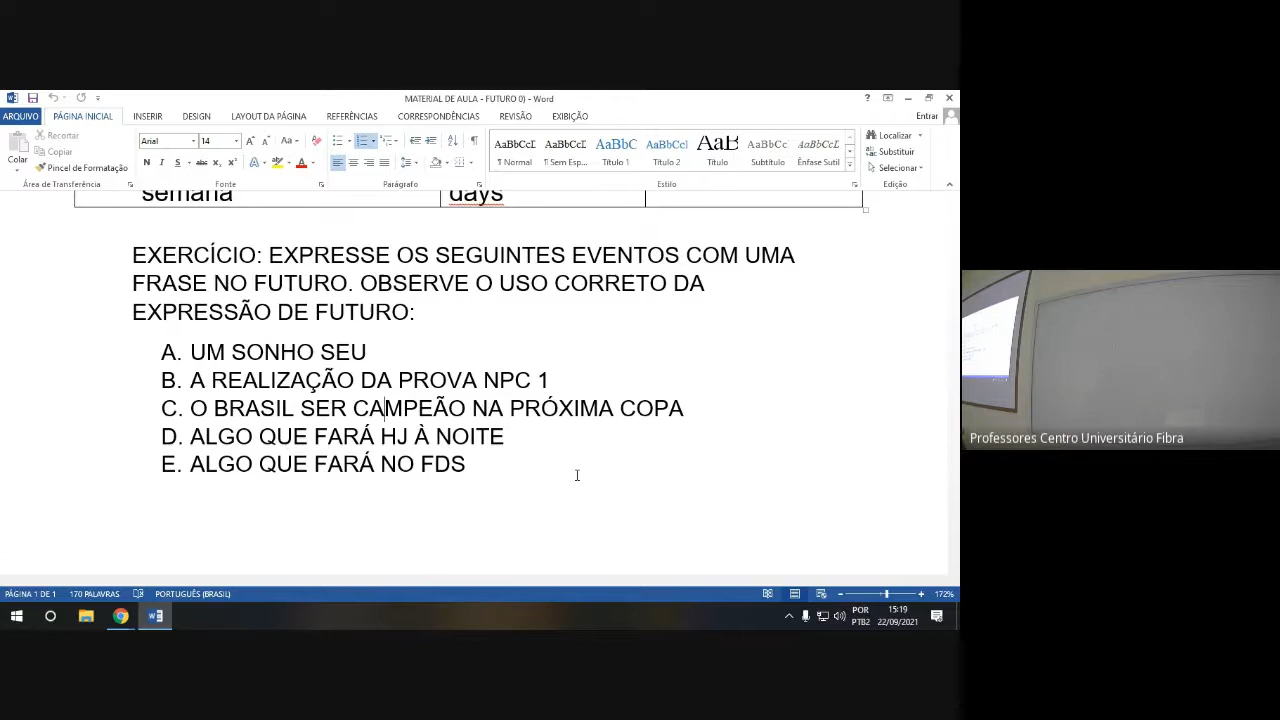 MATERIAL DE AULA - FUTURO 0) - Word
ARQUIVO PÁGINA INICIAL INSERIR DESIGN LAYOUT DA PÁGINA REFERÊNCIAS CORRESPONDÊNCIAS REVISÃO EXIBIÇÃO Entrar
Colar
Recortar
Copiar
Pincel de Formatação
Área de Transferência
Arial 14
Fonte
Parágrafo
AaBbCcI AaBbCcI AaBbC AaBbCcI AaB AaBbCcI AaBbCcI
¶ Normal ¶ Sem Esp... Título 1 Título 2 Título Subtítulo Ênfase Sutil
Estilo
Localizar
Substituir
Selecionar
Edição
semana days
EXERCÍCIO: EXPRESSE OS SEGUINTES EVENTOS COM UMA
FRASE NO FUTURO. OBSERVE O USO CORRETO DA
EXPRESSÃO DE FUTURO:
A. UM SONHO SEU
B. A REALIZAÇÃO DA PROVA NPC 1
C. O BRASIL SER CAMPEÃO NA PRÓXIMA COPA
D. ALGO QUE FARÁ HJ À NOITE
E. ALGO QUE FARÁ NO FDS
PÁGINA 1 DE 1 170 PALAVRAS PORTUGUÊS (BRASIL) 172%
POR
PTB2
15:19
22/09/2021
Professores Centro Universitário Fibra